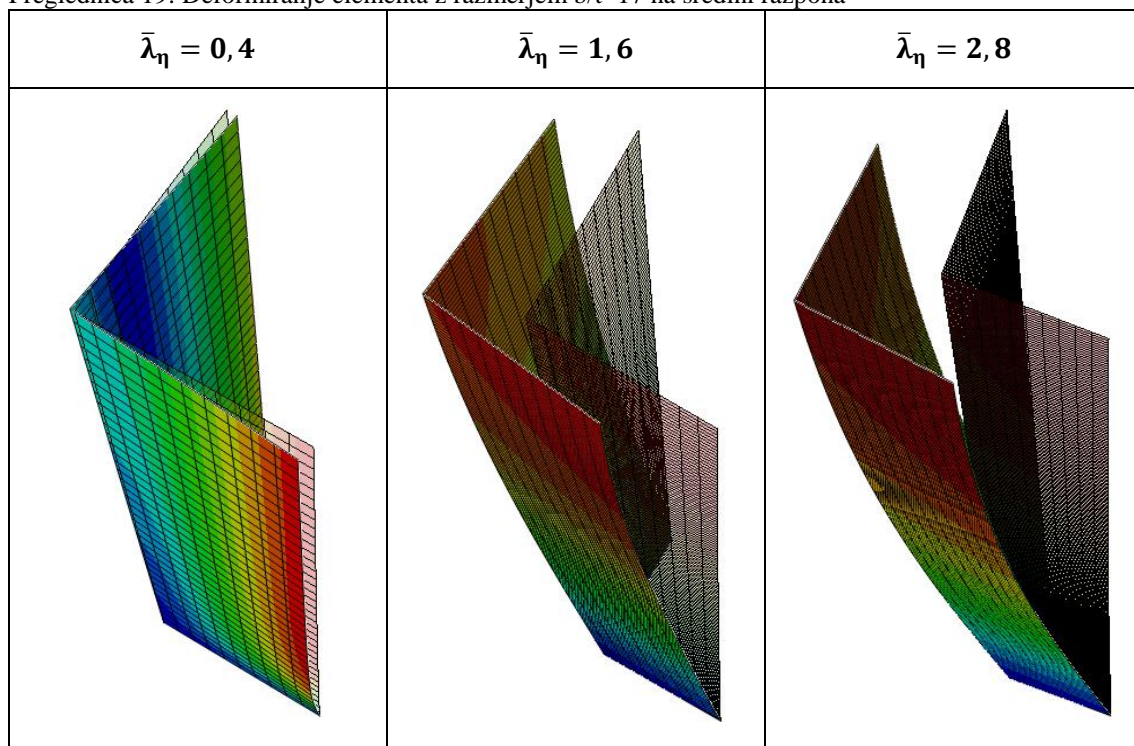 Preglednica 19: Deformiranje elementa z razmerjem b/t=17 na sredini razpona
λ̄η = 0,4
λ̄η = 1,6
λ̄η = 2,8